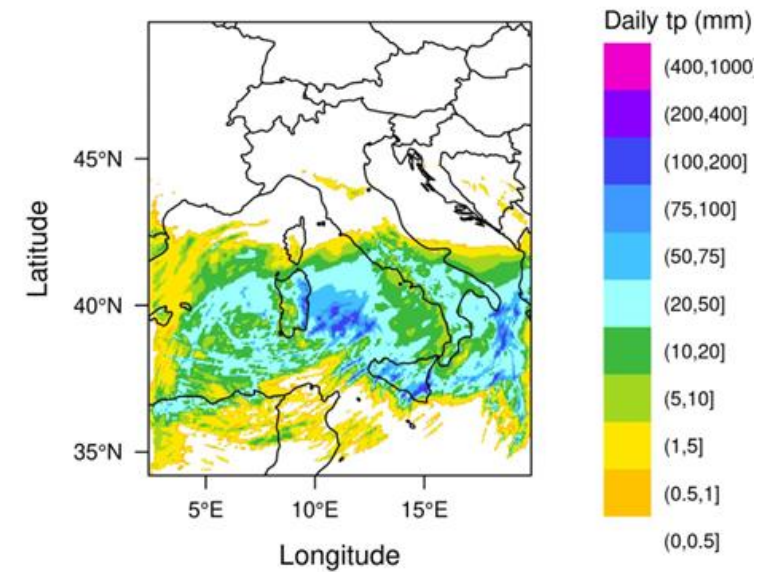 Daily tp (mm)
(400,1000
(200,400]
(100,200]
(75,100]
(50,75]
(20,50]
(10,20]
(5,10]
(1,5]
(0.5,1]
(0,0.5]
45°N
40°N
35°N
Latitude
5°E
10°E
15°E
Longitude